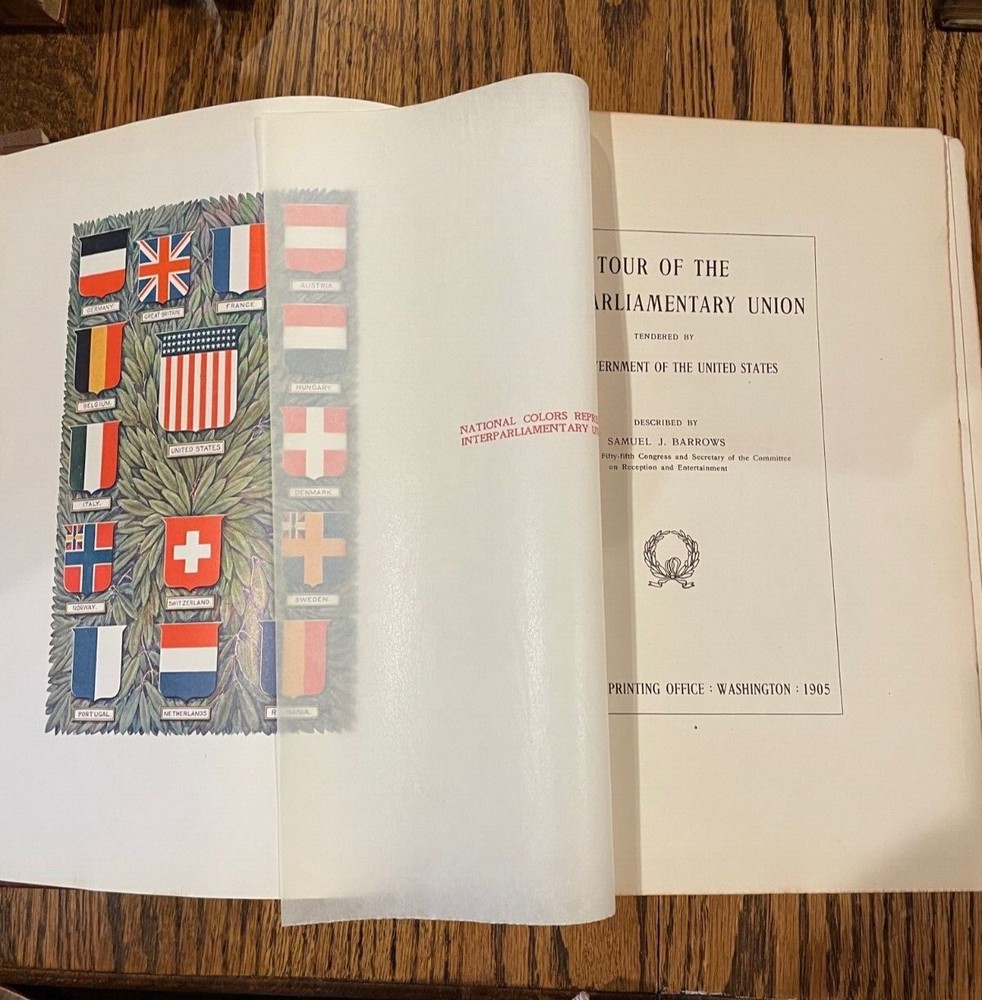 GERMANY.
GREAT BRITAIN.
FRANCE.
AUSTRIA.
BELGIUM.
UNITED STATES
HUNGARY.
ITALY.
DENMARK.
NORWAY.
SWITZERLAND
SWEDEN.
PORTUGAL.
NETHERLANDS
NATIONAL COLORS
INTERPARLIAMENTARY
TOUR OF THE
ARLIAMENTARY UNION
TENDERED BY
ERNMENT OF THE UNITED STATES
DESCRIBED BY
SAMUEL J. BARROWS
Fifty-fifth Congress and Secretary of the Committee
on Reception and Entertainment
PRINTING OFFICE : WASHINGTON : 1905